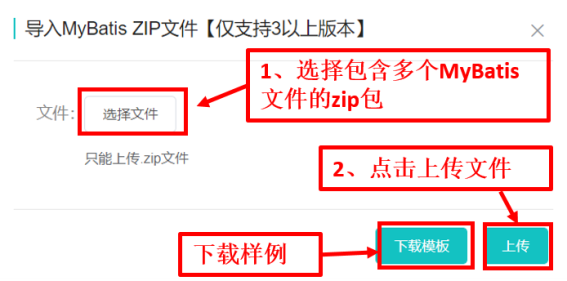 导入MyBatis ZIP文件【仅支持3以上版本】
1、选择包含多个MyBatis
文件的zip包
文件:
选择文件
只能上传.zip文件
2、点击上传文件
下载样例
下载模板
上传